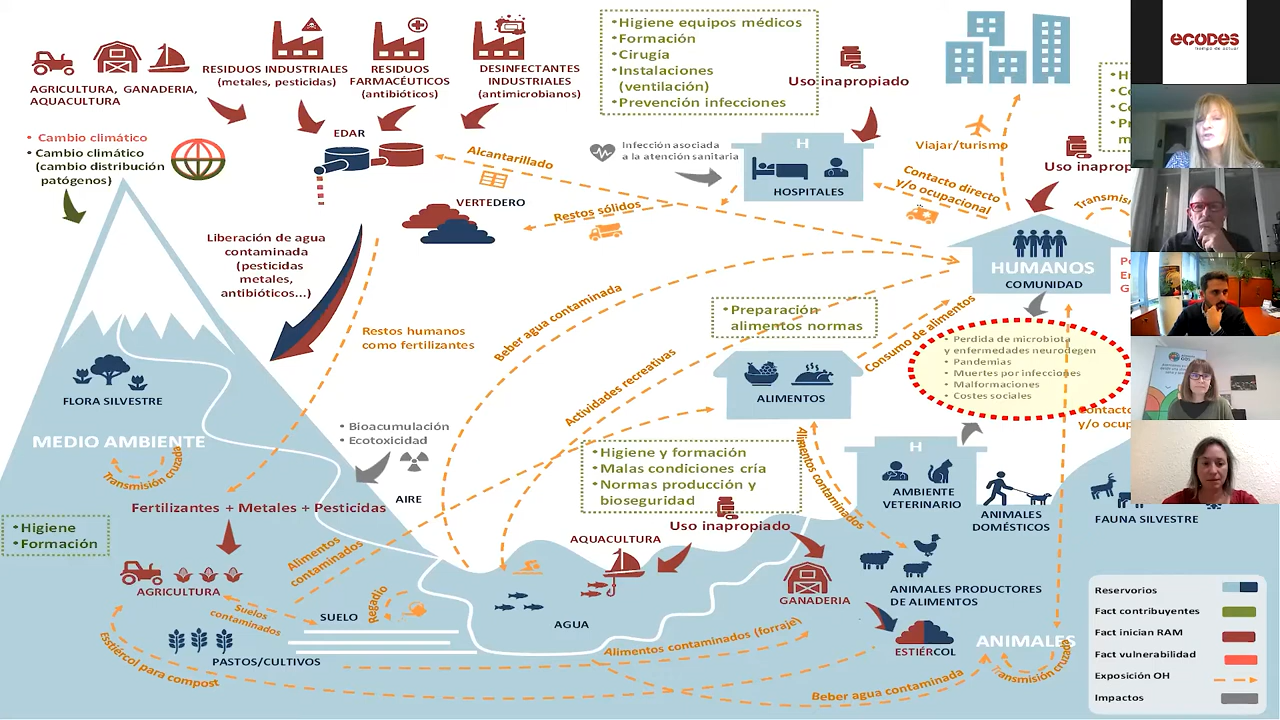 AGRICULTURA, GANADERIA,
AQUACULTURA
RESIDUOS INDUSTRIALES
(metales, pesticidas)
RESIDUOS
FARMACÉUTICOS
(antibióticos)
DESINFECTANTES
INDUSTRIALES
(antimicrobianos)
• Higiene equipos médicos
• Formación
• Cirugía
• Instalaciones
(ventilación)
• Prevención infecciones
Uso inapropiado
ecodes
tiempo de actuar
• Cambio climático
• Cambio climático
(cambio distribución
patógenos)
EDAR
Alcantarillado
Infección asociada
a la atención sanitaria
H
HOSPITALES
Viajar/turismo
Contacto directo
y/o ocupacional
Uso inaprop
Transmis
VERTEDERO
Restos sólidos
Liberación de agua
contaminada
(pesticidas
metales,
antibióticos...)
HUMANOS
COMUNIDAD
Restos humanos
como fertilizantes
Beber agua contaminada
Actividades recreativas
• Preparación
alimentos normas
Consumo de alimentos
ALIMENTOS
• Perdida de microbiota
y enfermedades neurodegen
• Pandemias
• Muertes por infecciones
• Malformaciones
• Costes sociales
FLORA SILVESTRE
MEDIO AMBIENTE
Transmisión cruzada
• Bioacumulación
• Ecotoxicidad
AIRE
Fertilizantes + Metales + Pesticidas
• Higiene
• Formación
• Higiene y formación
• Malas condiciones cría
• Normas producción y
bioseguridad
Uso inapropiado
Alimentos contaminados
H
AMBIENTE
VETERINARIO
ANIMALES
DOMÉSTICOS
Contacto
y/o ocup
FAUNA SILVESTRE
AQUACULTURA
Alimentos
contaminados
AGRICULTURA
Suelos
contaminados
SUELO
Regadío
AGUA
GANADERIA
ANIMALES PRODUCTORES
DE ALIMENTOS
ESTIÉRCOL
ANIMALES
Transmisión cruzada
PASTOS/CULTIVOS
Estiércol para compost
Alimentos contaminados (forraje)
Beber agua contaminada
Reservorios
Fact contribuyentes
Fact inician RAM
Fact vulnerabilidad
Exposición OH
Impactos